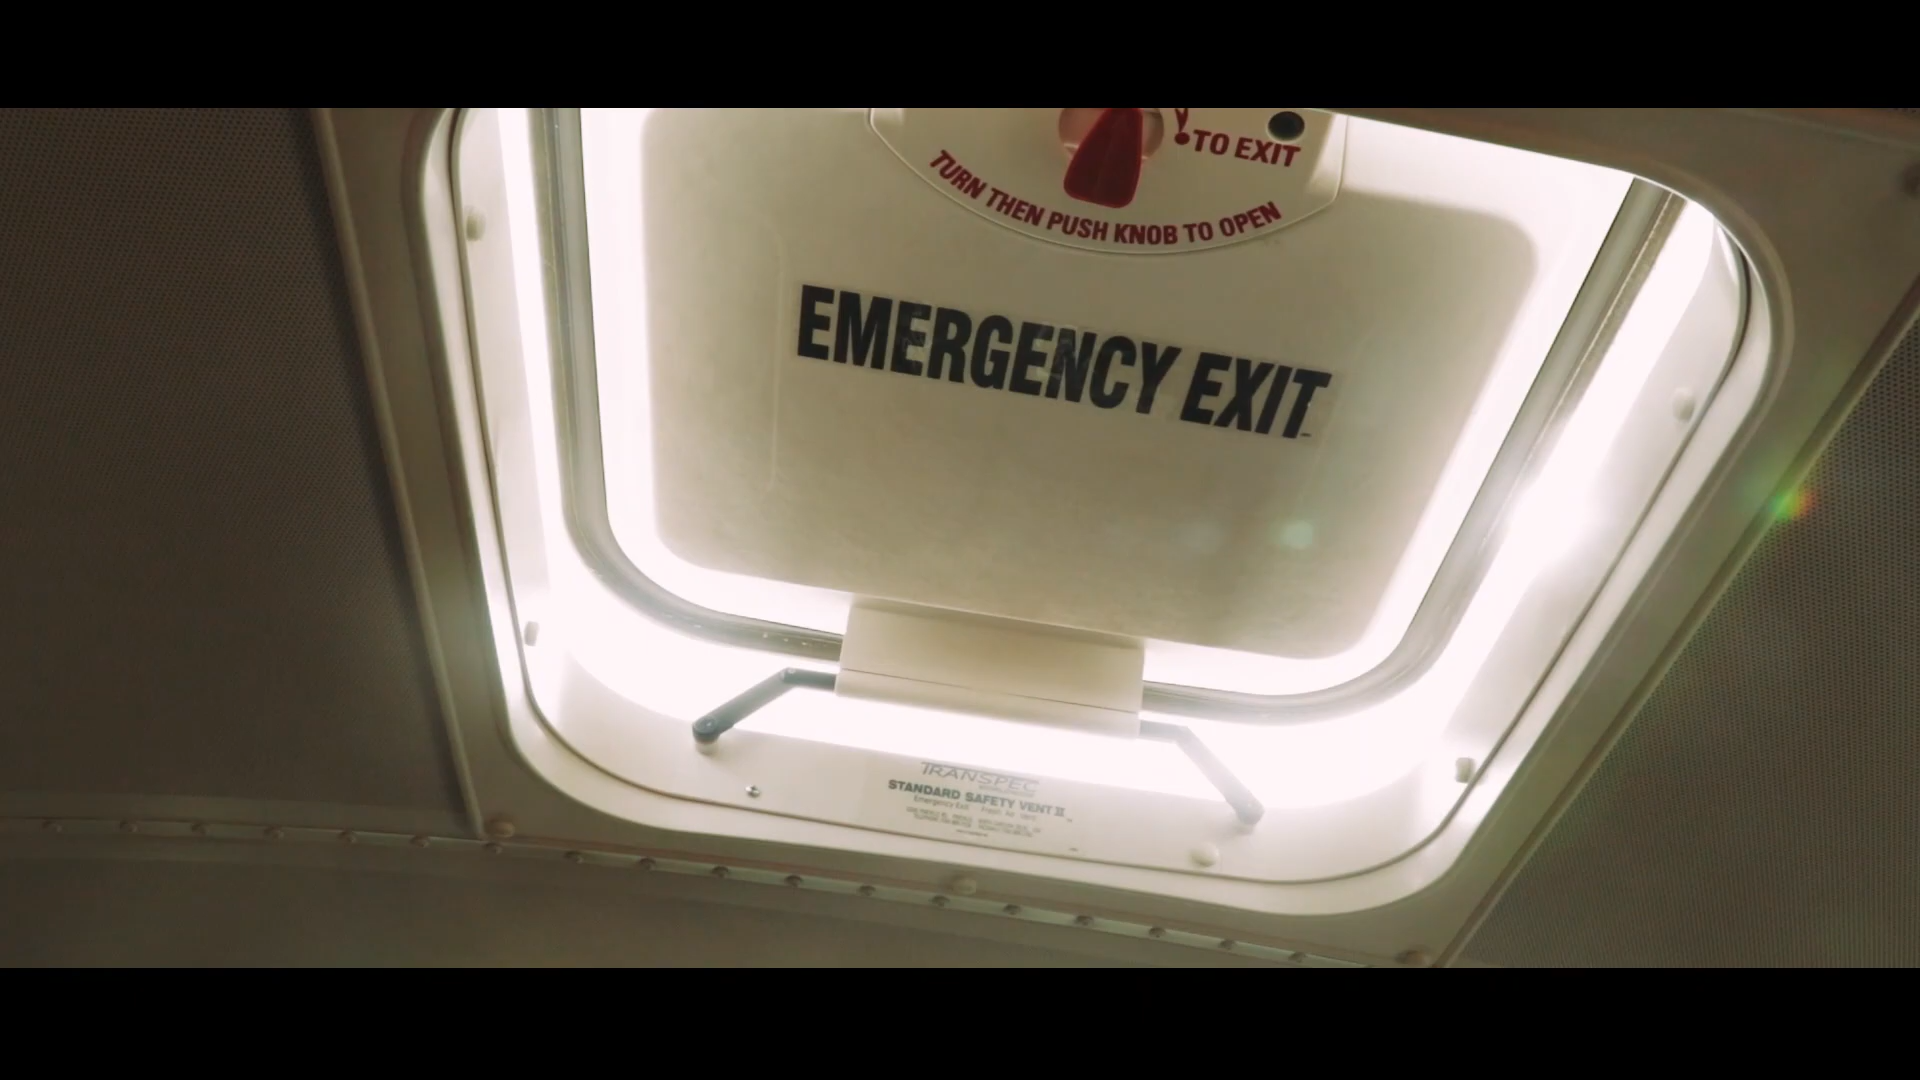 TO EXIT
TURN THEN PUSH KNOB TO OPEN
EMERGENCY EXIT
TRANSPEC
STANDARD SAFETY VENT II
Emergency Exit